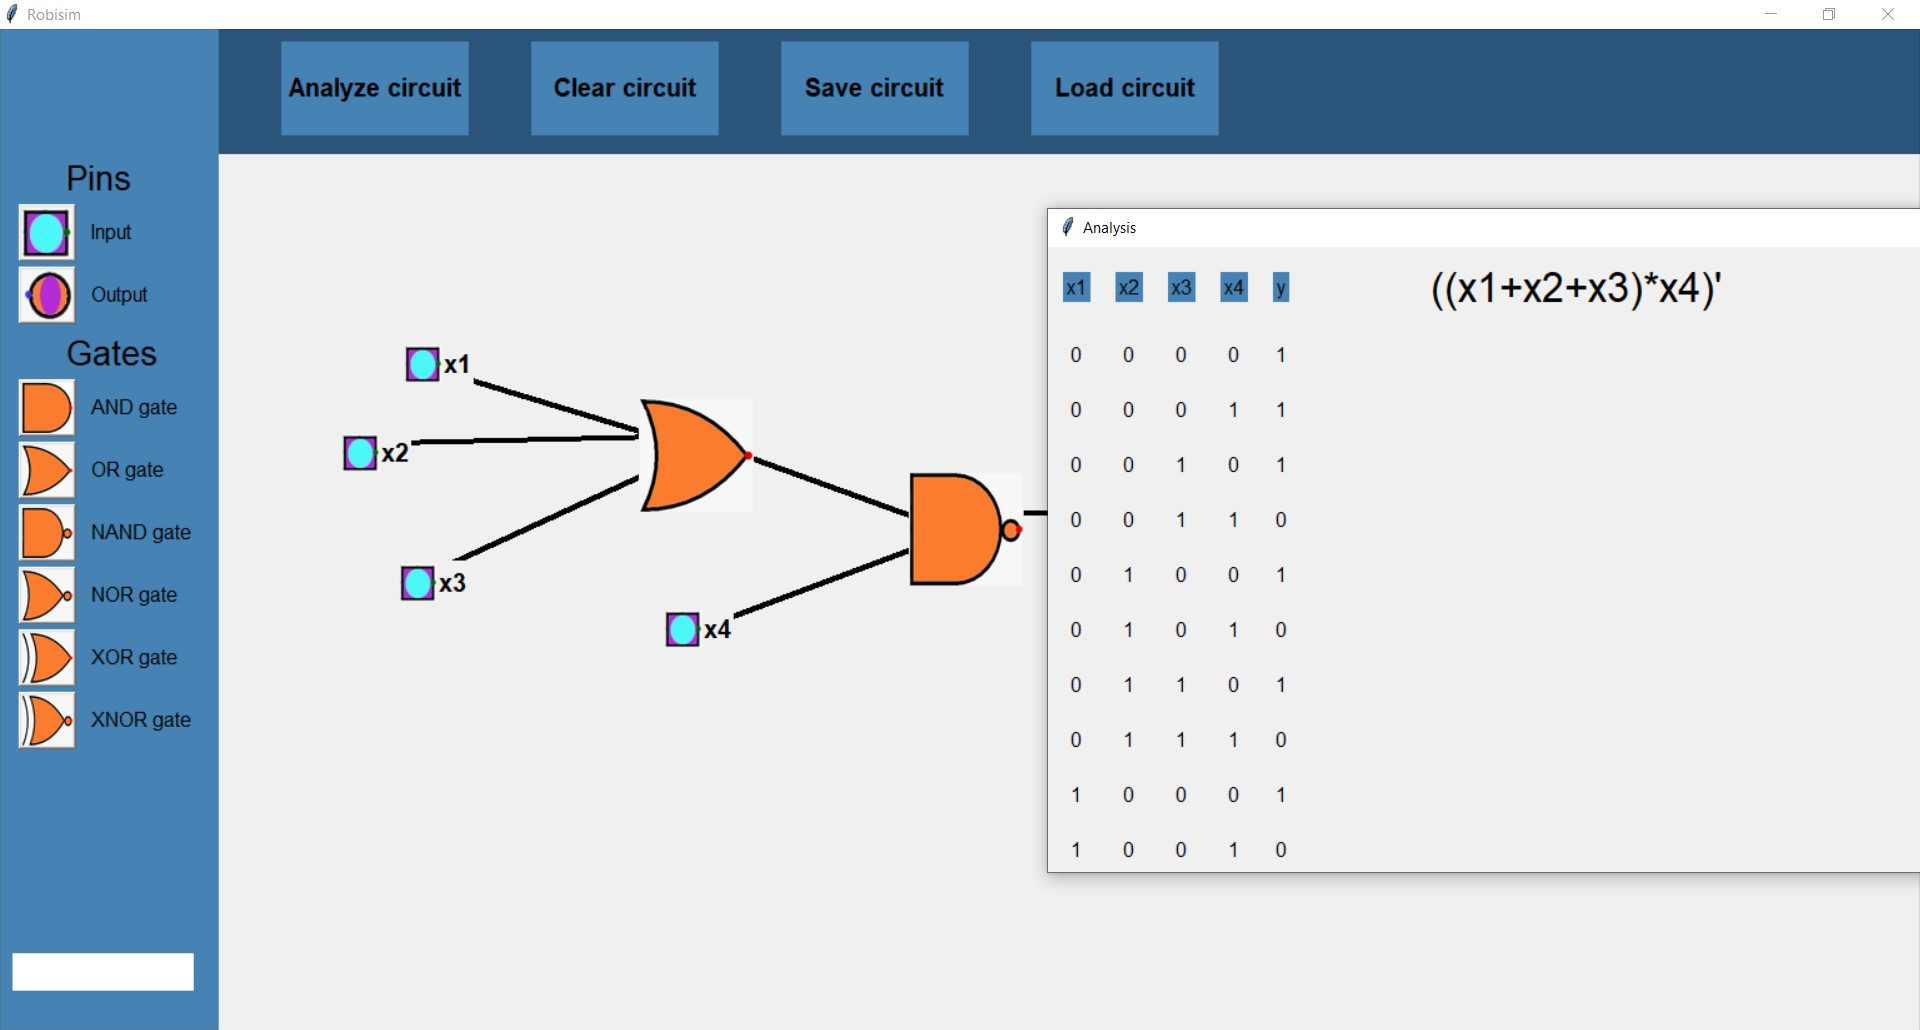 Robisim
Analyze circuit
Clear circuit
Save circuit
Load circuit
Pins
Input
Output
Gates
AND gate
OR gate
NAND gate
NOR gate
XOR gate
XNOR gate
x1
x2
x3
x4
Analysis
x1 x2 x3 x4 y
((x1+x2+x3)*x4)'
0 0 0 0 1
0 0 0 1 1
0 0 1 0 1
0 0 1 1 0
0 1 0 0 1
0 1 0 1 0
0 1 1 0 1
0 1 1 1 0
1 0 0 0 1
1 0 0 1 0